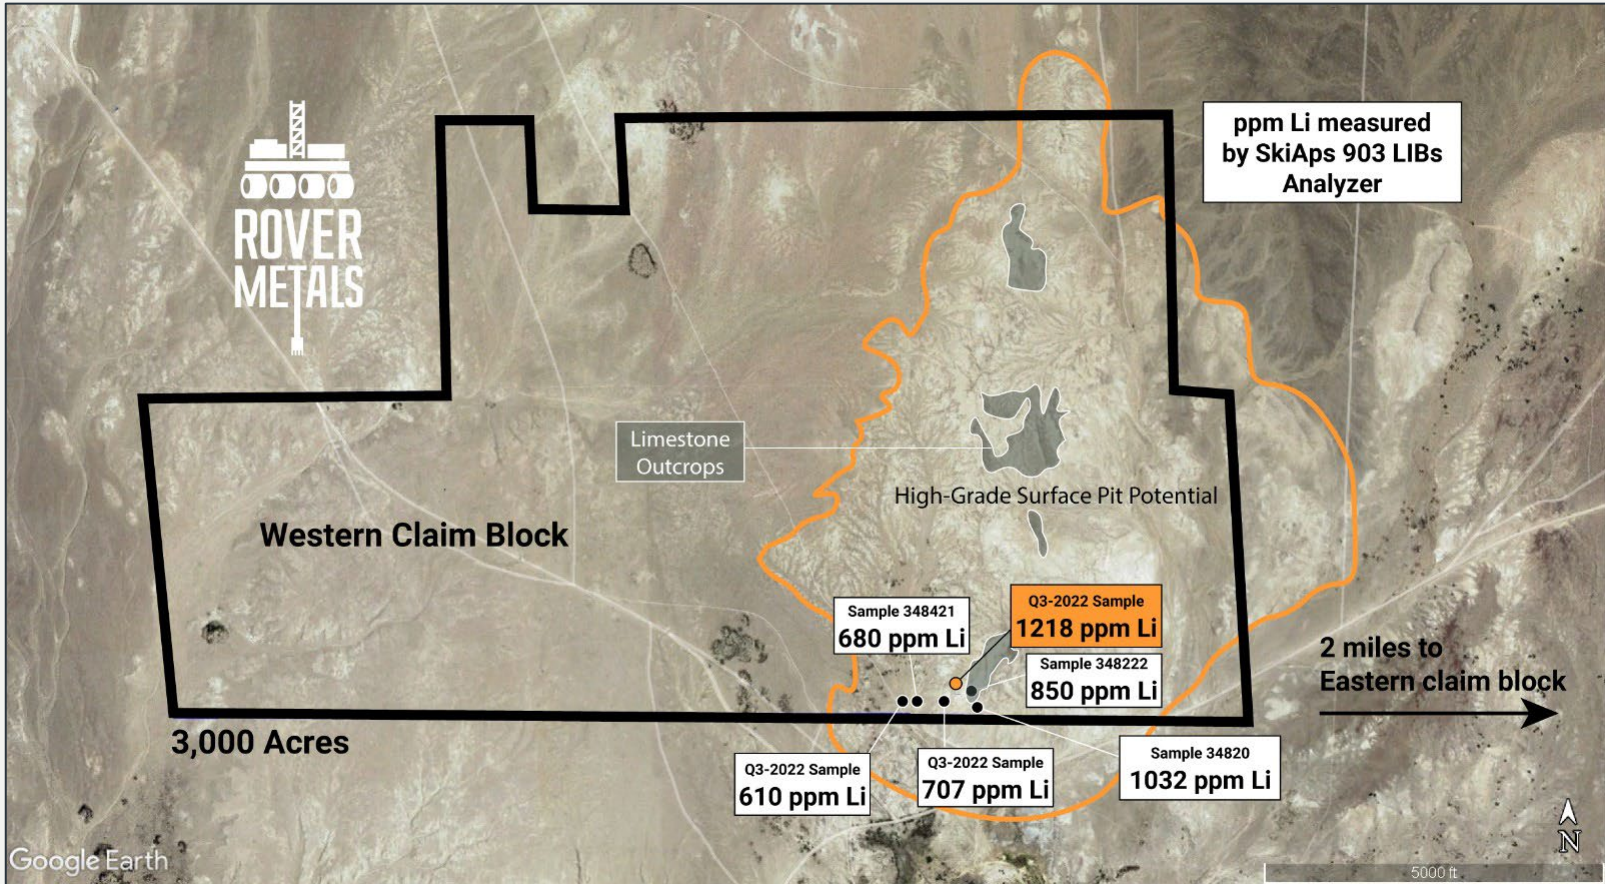 ROVER
METALS
ppm Li measured
by SkiAps 903 LIBs
Analyzer
Limestone
Outcrops
High-Grade Surface Pit Potential
Western Claim Block
Sample 348421
680 ppm Li
Q3-2022 Sample
1218 ppm Li
Sample 348222
850 ppm Li
2 miles to
Eastern claim block
3,000 Acres
Q3-2022 Sample
610 ppm Li
Q3-2022 Sample
707 ppm Li
Sample 34820
1032 ppm Li
Google Earth
N
5000 ft